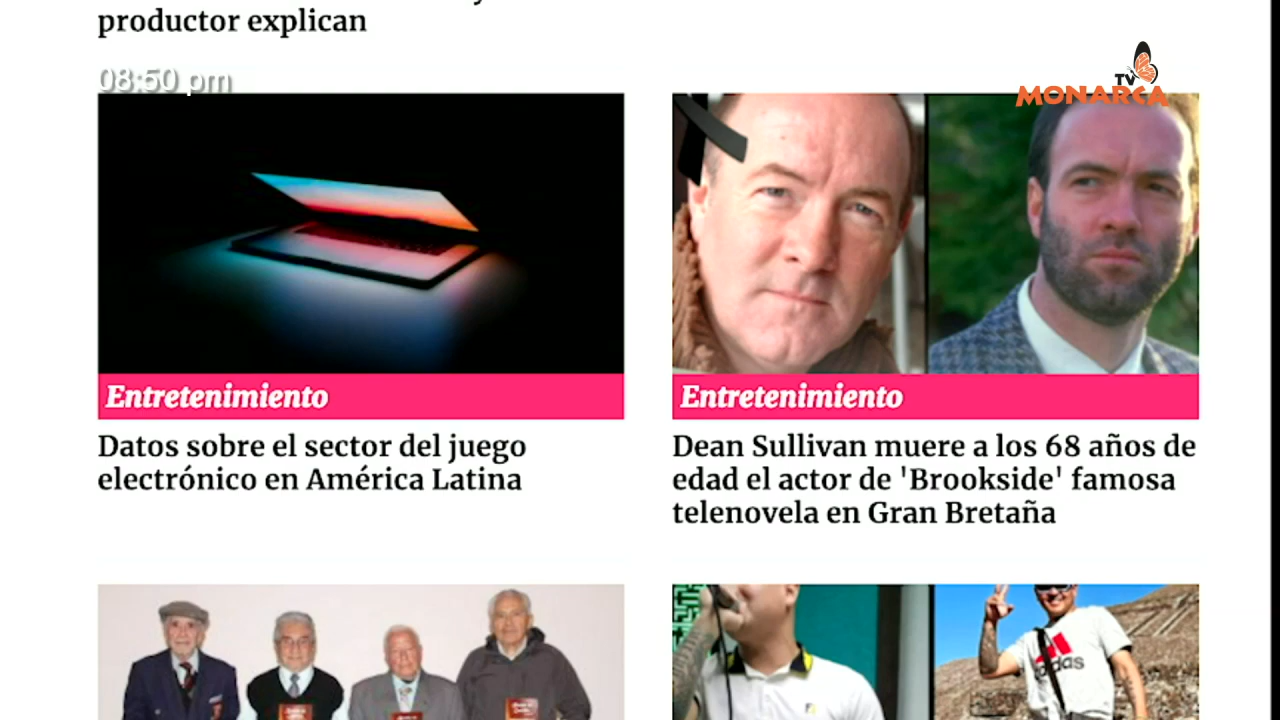 productor explican
08:50 pm
TV
MONARCA
Entretenimiento
Datos sobre el sector del juego
electrónico en América Latina
Entretenimiento
Dean Sullivan muere a los 68 años de
edad el actor de 'Brookside' famosa
telenovela en Gran Bretaña
adidas